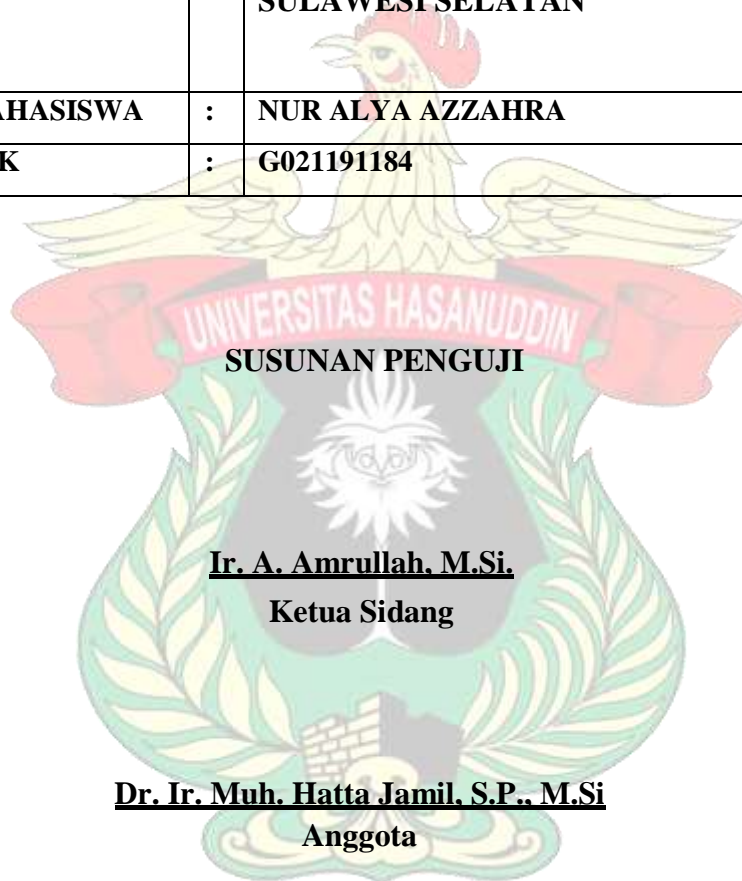 SULAWESI SELATAN
AHASISWA : NUR ALYA AZZAHRA
K : G021191184
UNIVERSITAS HASANUDDIN
SUSUNAN PENGUJI
Ir. A. Amrullah, M.Si.
Ketua Sidang
Dr. Ir. Muh. Hatta Jamil, S.P., M.Si
Anggota